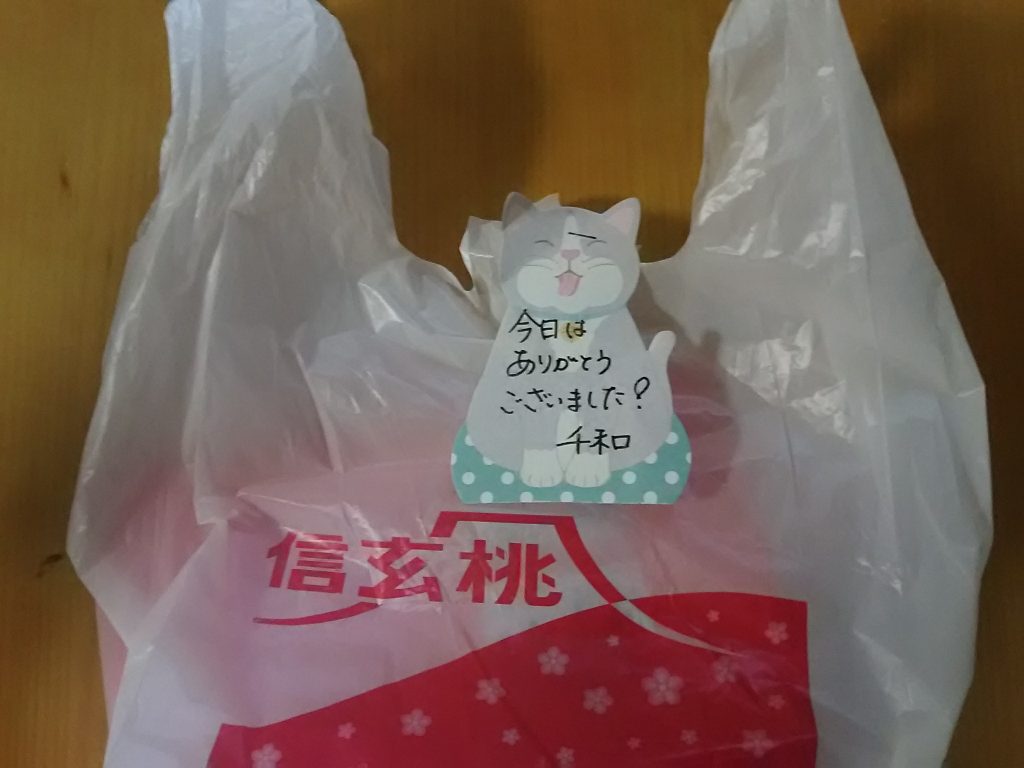 今日は
ありがとう
ございました?
千和
信玄桃